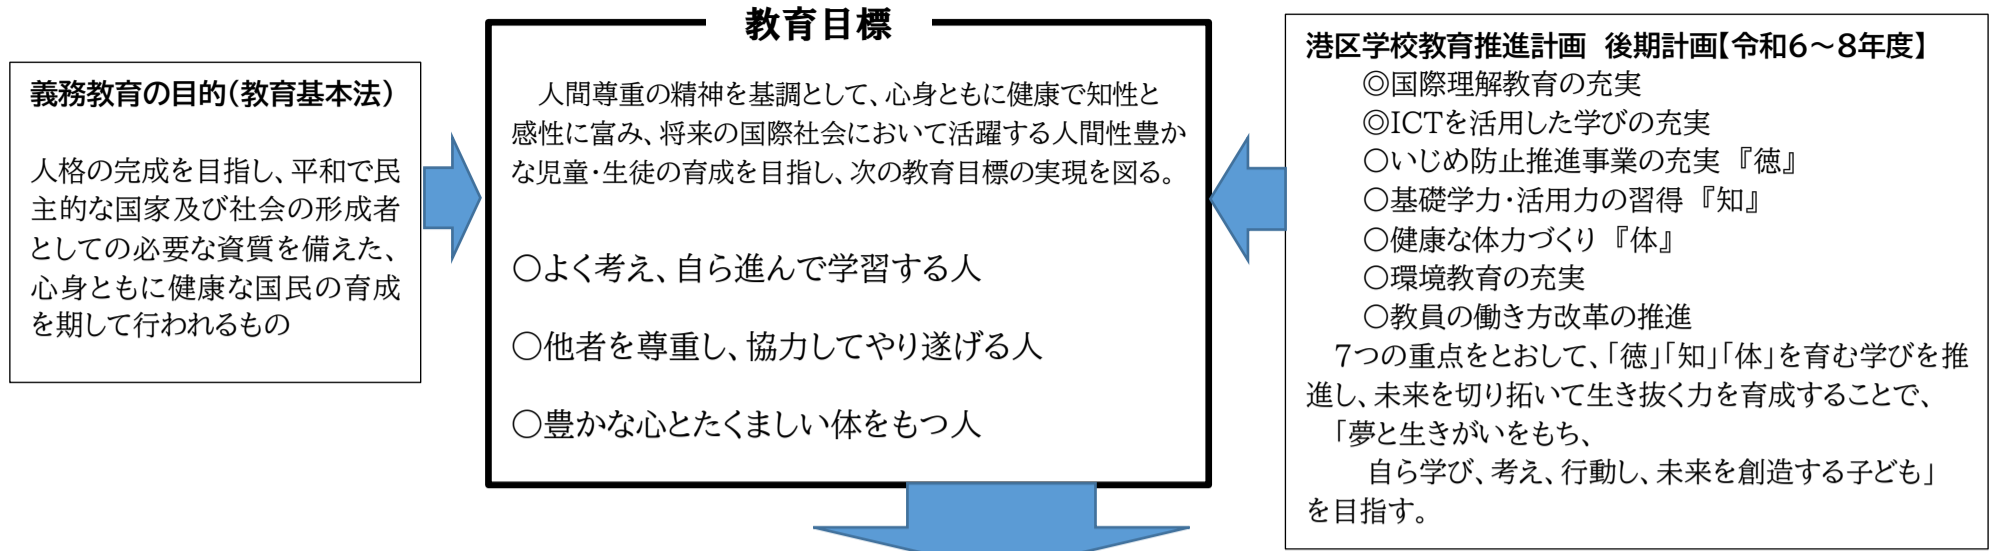 教育目標
義務教育の目的(教育基本法)
人格の完成を目指し、平和で民
主的な国家及び社会の形成者
としての必要な資質を備えた、
心身ともに健康な国民の育成
を期して行われるもの
人間尊重の精神を基調として、心身ともに健康で知性と
感性に富み、将来の国際社会において活躍する人間性豊か
な児童・生徒の育成を目指し、次の教育目標の実現を図る。
○よく考え、自ら進んで学習する人
○他者を尊重し、協力してやり遂げる人
○豊かな心とたくましい体をもつ人
港区学校教育推進計画 後期計画【令和6～8年度】
◎国際理解教育の充実
◎ICTを活用した学びの充実
○いじめ防止推進事業の充実 『徳』
○基礎学力・活用力の習得 『知』
○健康な体力づくり 『体』
○環境教育の充実
○教員の働き方改革の推進
7つの重点をとおして、「徳」「知」「体」を育む学びを推
進し、未来を切り拓いて生き抜く力を育成することで、
「夢と生きがいをもち、
自ら学び、考え、行動し、未来を創造する子ども」
を目指す。